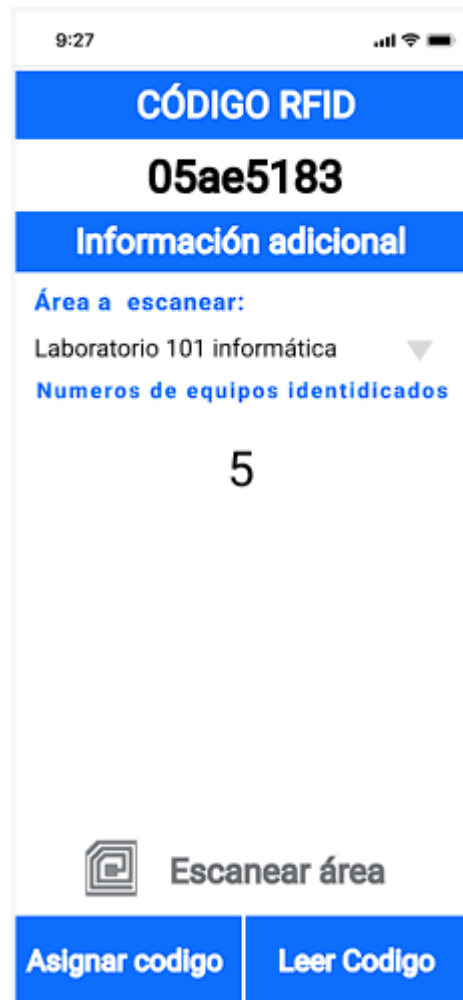 9:27
CÓDIGO RFID
05ae5183
Información adicional
Área a escanear:
Laboratorio 101 informática
Numeros de equipos identidicados
5
Escanear área
Asignar codigo
Leer Codigo